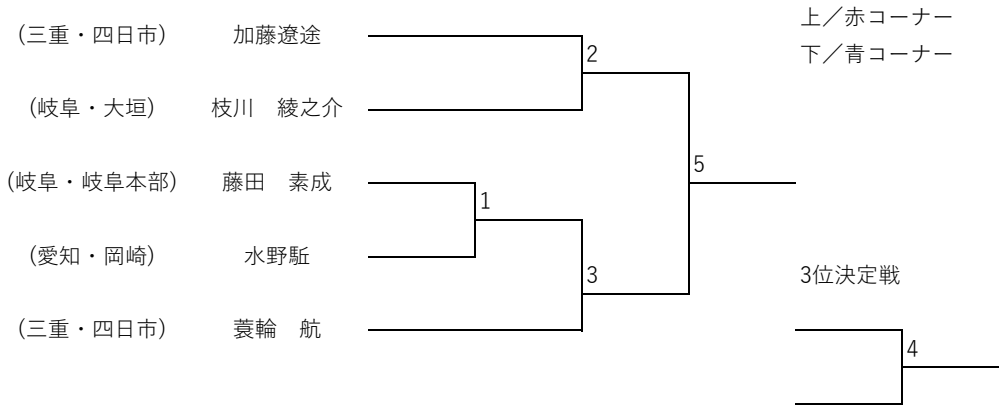 上／赤コーナー
(三重・四日市) 加藤遼途
2
下／青コーナー
(岐阜・大垣) 枝川　綾之介
5
(岐阜・岐阜本部) 藤田　素成
1
(愛知・岡崎) 水野駈
3
3位決定戦
(三重・四日市) 蓑輪　航
4